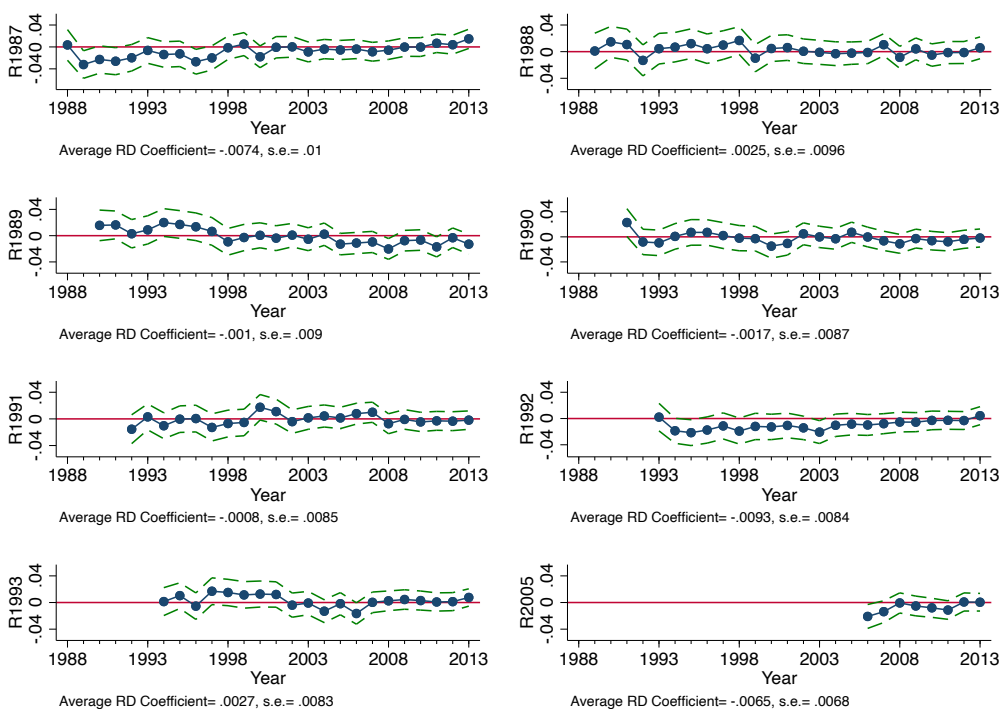 R1987
-.04 0 .04
1988 1993 1998 2003 2008 2013
Year
Average RD Coefficient= -.0074, s.e.= .01
R1988
-.04 0 .04
1988 1993 1998 2003 2008 2013
Year
Average RD Coefficient= .0025, s.e.= .0096
R1989
-.04 0 .04
1988 1993 1998 2003 2008 2013
Year
Average RD Coefficient= -.001, s.e.= .009
R1990
-.04 0 .04
1988 1993 1998 2003 2008 2013
Year
Average RD Coefficient= -.0017, s.e.= .0087
R1991
-.04 0 .04
1988 1993 1998 2003 2008 2013
Year
Average RD Coefficient= -.0008, s.e.= .0085
R1992
-.04 0 .04
1988 1993 1998 2003 2008 2013
Year
Average RD Coefficient= -.0093, s.e.= .0084
R1993
-.04 0 .04
1988 1993 1998 2003 2008 2013
Year
Average RD Coefficient= .0027, s.e.= .0083
R2005
-.04 0 .04
1988 1993 1998 2003 2008 2013
Year
Average RD Coefficient= -.0065, s.e.= .0068